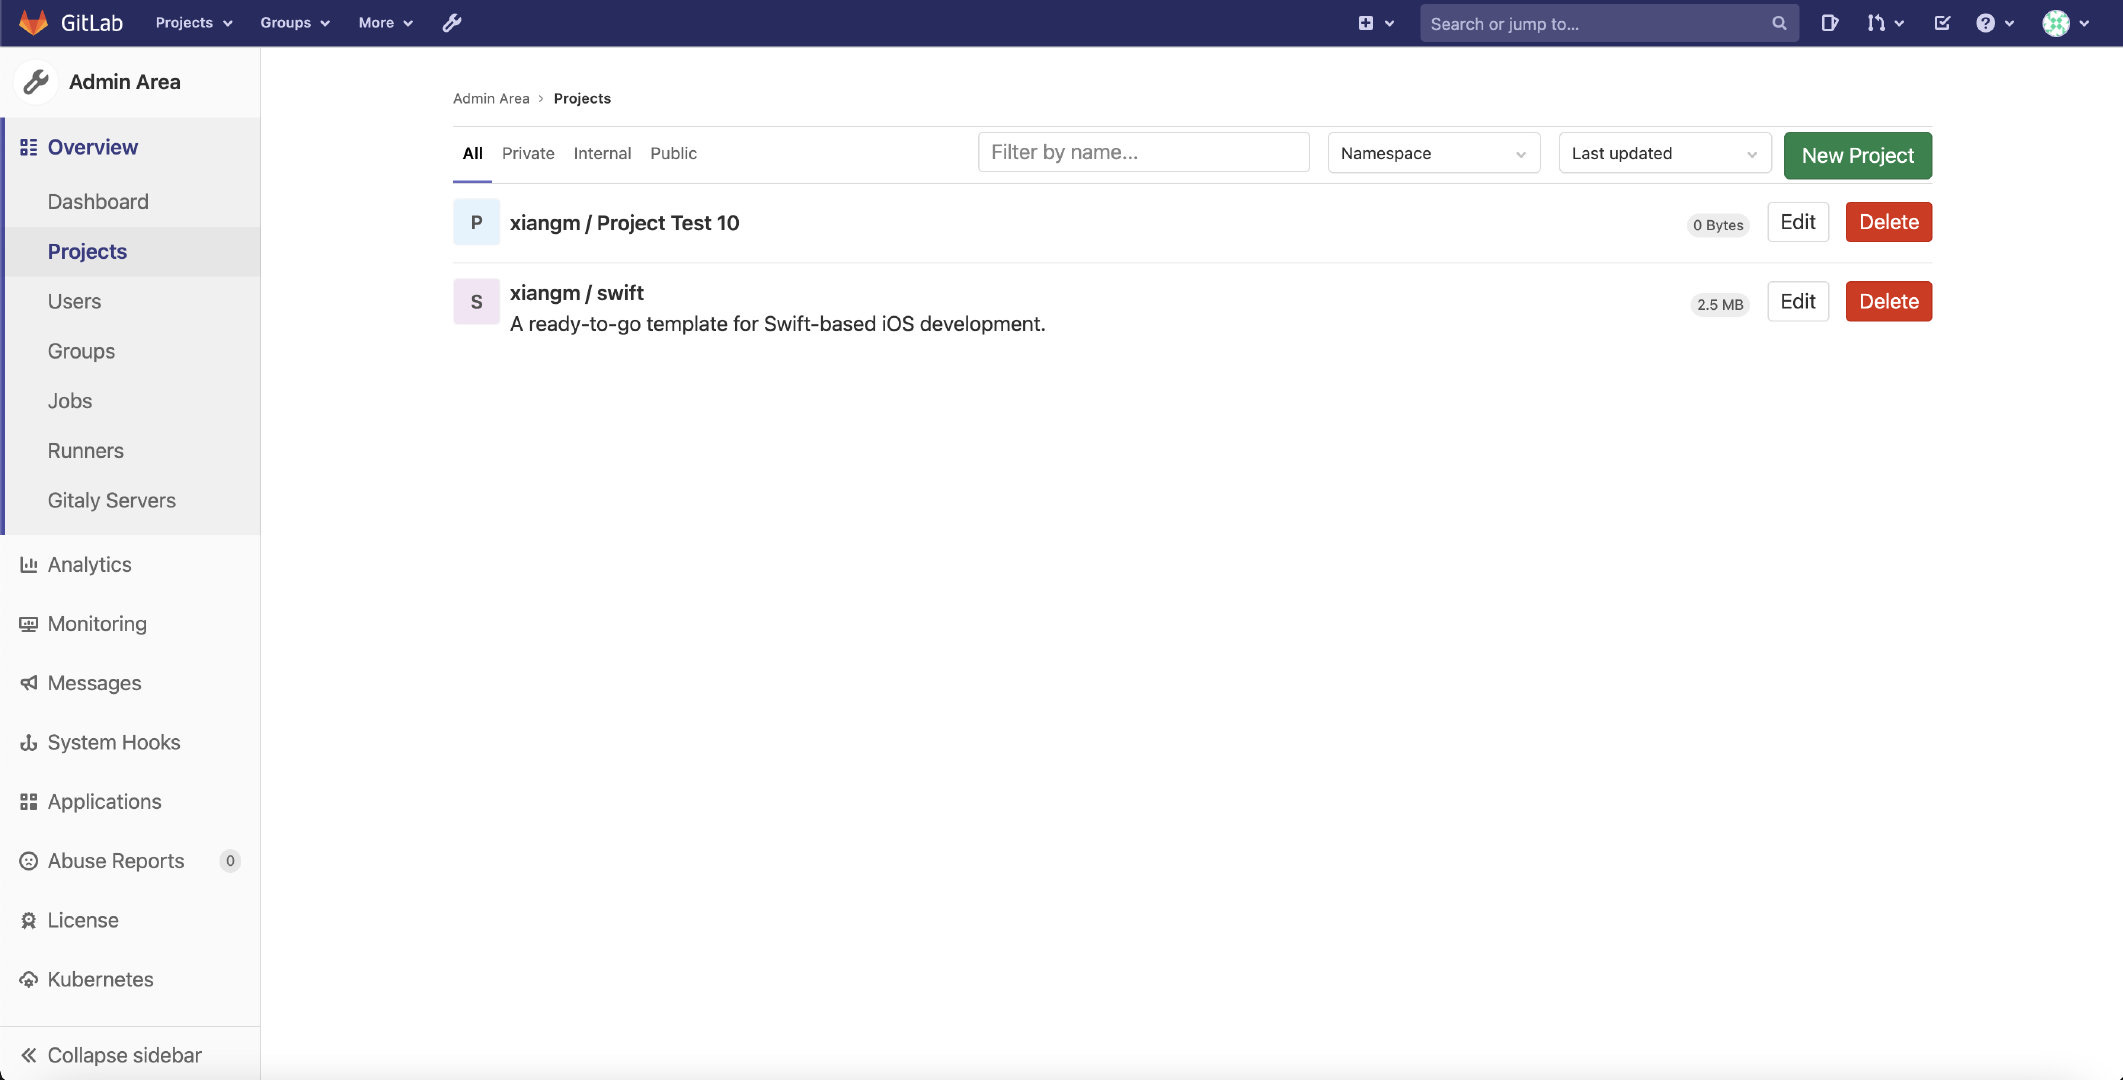 GitLab Projects Groups More Search or jump to...
Admin Area
Overview
Dashboard
Projects
Users
Groups
Jobs
Runners
Gitaly Servers
Analytics
Monitoring
Messages
System Hooks
Applications
Abuse Reports 0
License
Kubernetes
Collapse sidebar
Admin Area › Projects
All Private Internal Public Filter by name... Namespace Last updated New Project
P xiangm / Project Test 10 0 Bytes Edit Delete
S xiangm / swift 2.5 MB Edit Delete
A ready-to-go template for Swift-based iOS development.